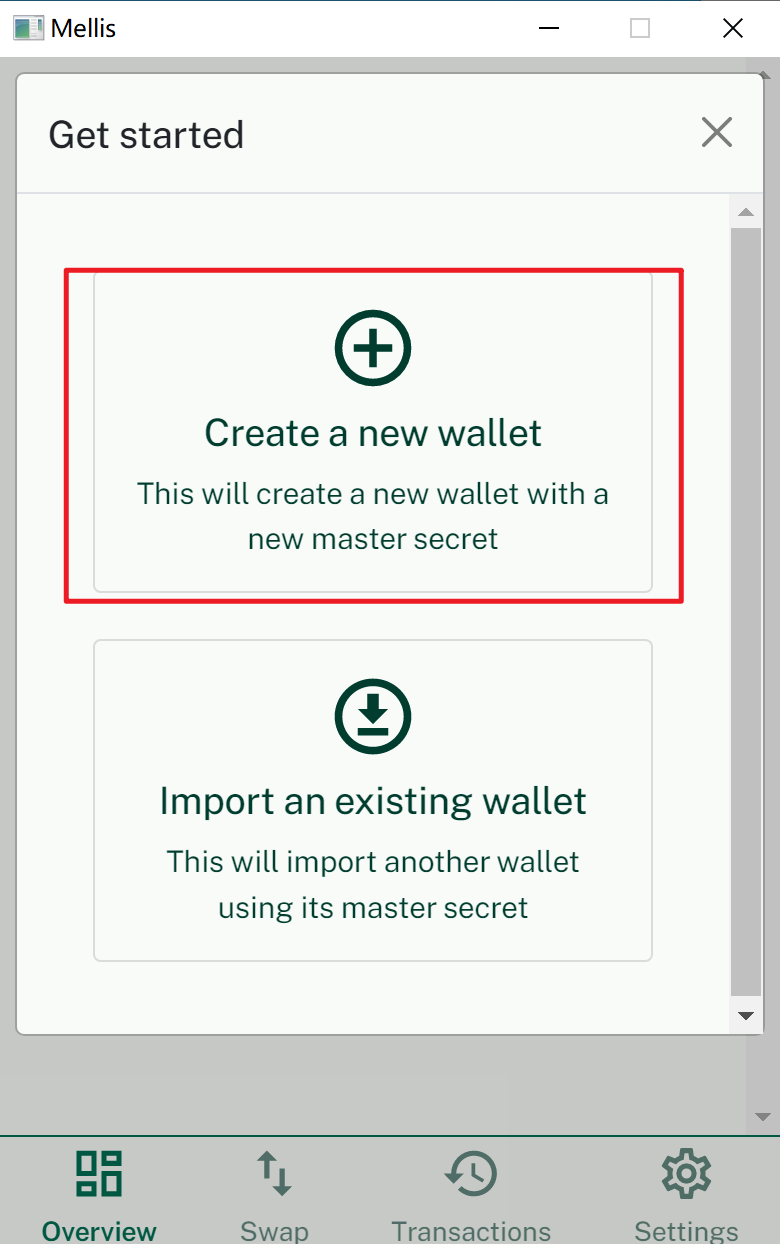 Mellis
Get started
Create a new wallet
This will create a new wallet with a
new master secret
Import an existing wallet
This will import another wallet
using its master secret
Overview
Swap
Transactions
Settings